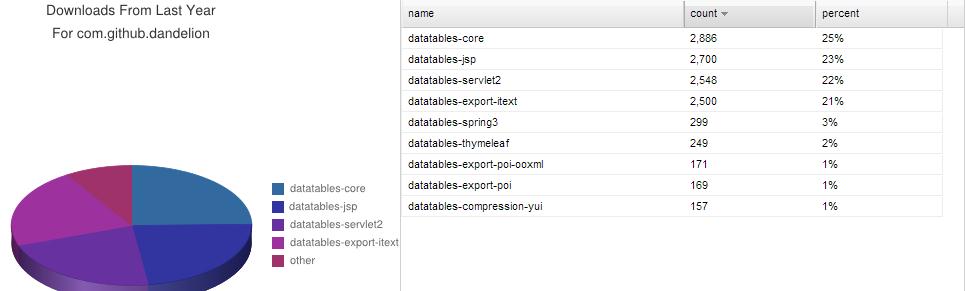 Downloads From Last Year
For com.github.dandelion
datatables-core
datatables-jsp
datatables-servlet2
datatables-export-itext
other
name count percent
datatables-core 2,886 25%
datatables-jsp 2,700 23%
datatables-servlet2 2,548 22%
datatables-export-itext 2,500 21%
datatables-spring3 299 3%
datatables-thymeleaf 249 2%
datatables-export-poi-ooxml 171 1%
datatables-export-poi 169 1%
datatables-compression-yui 157 1%